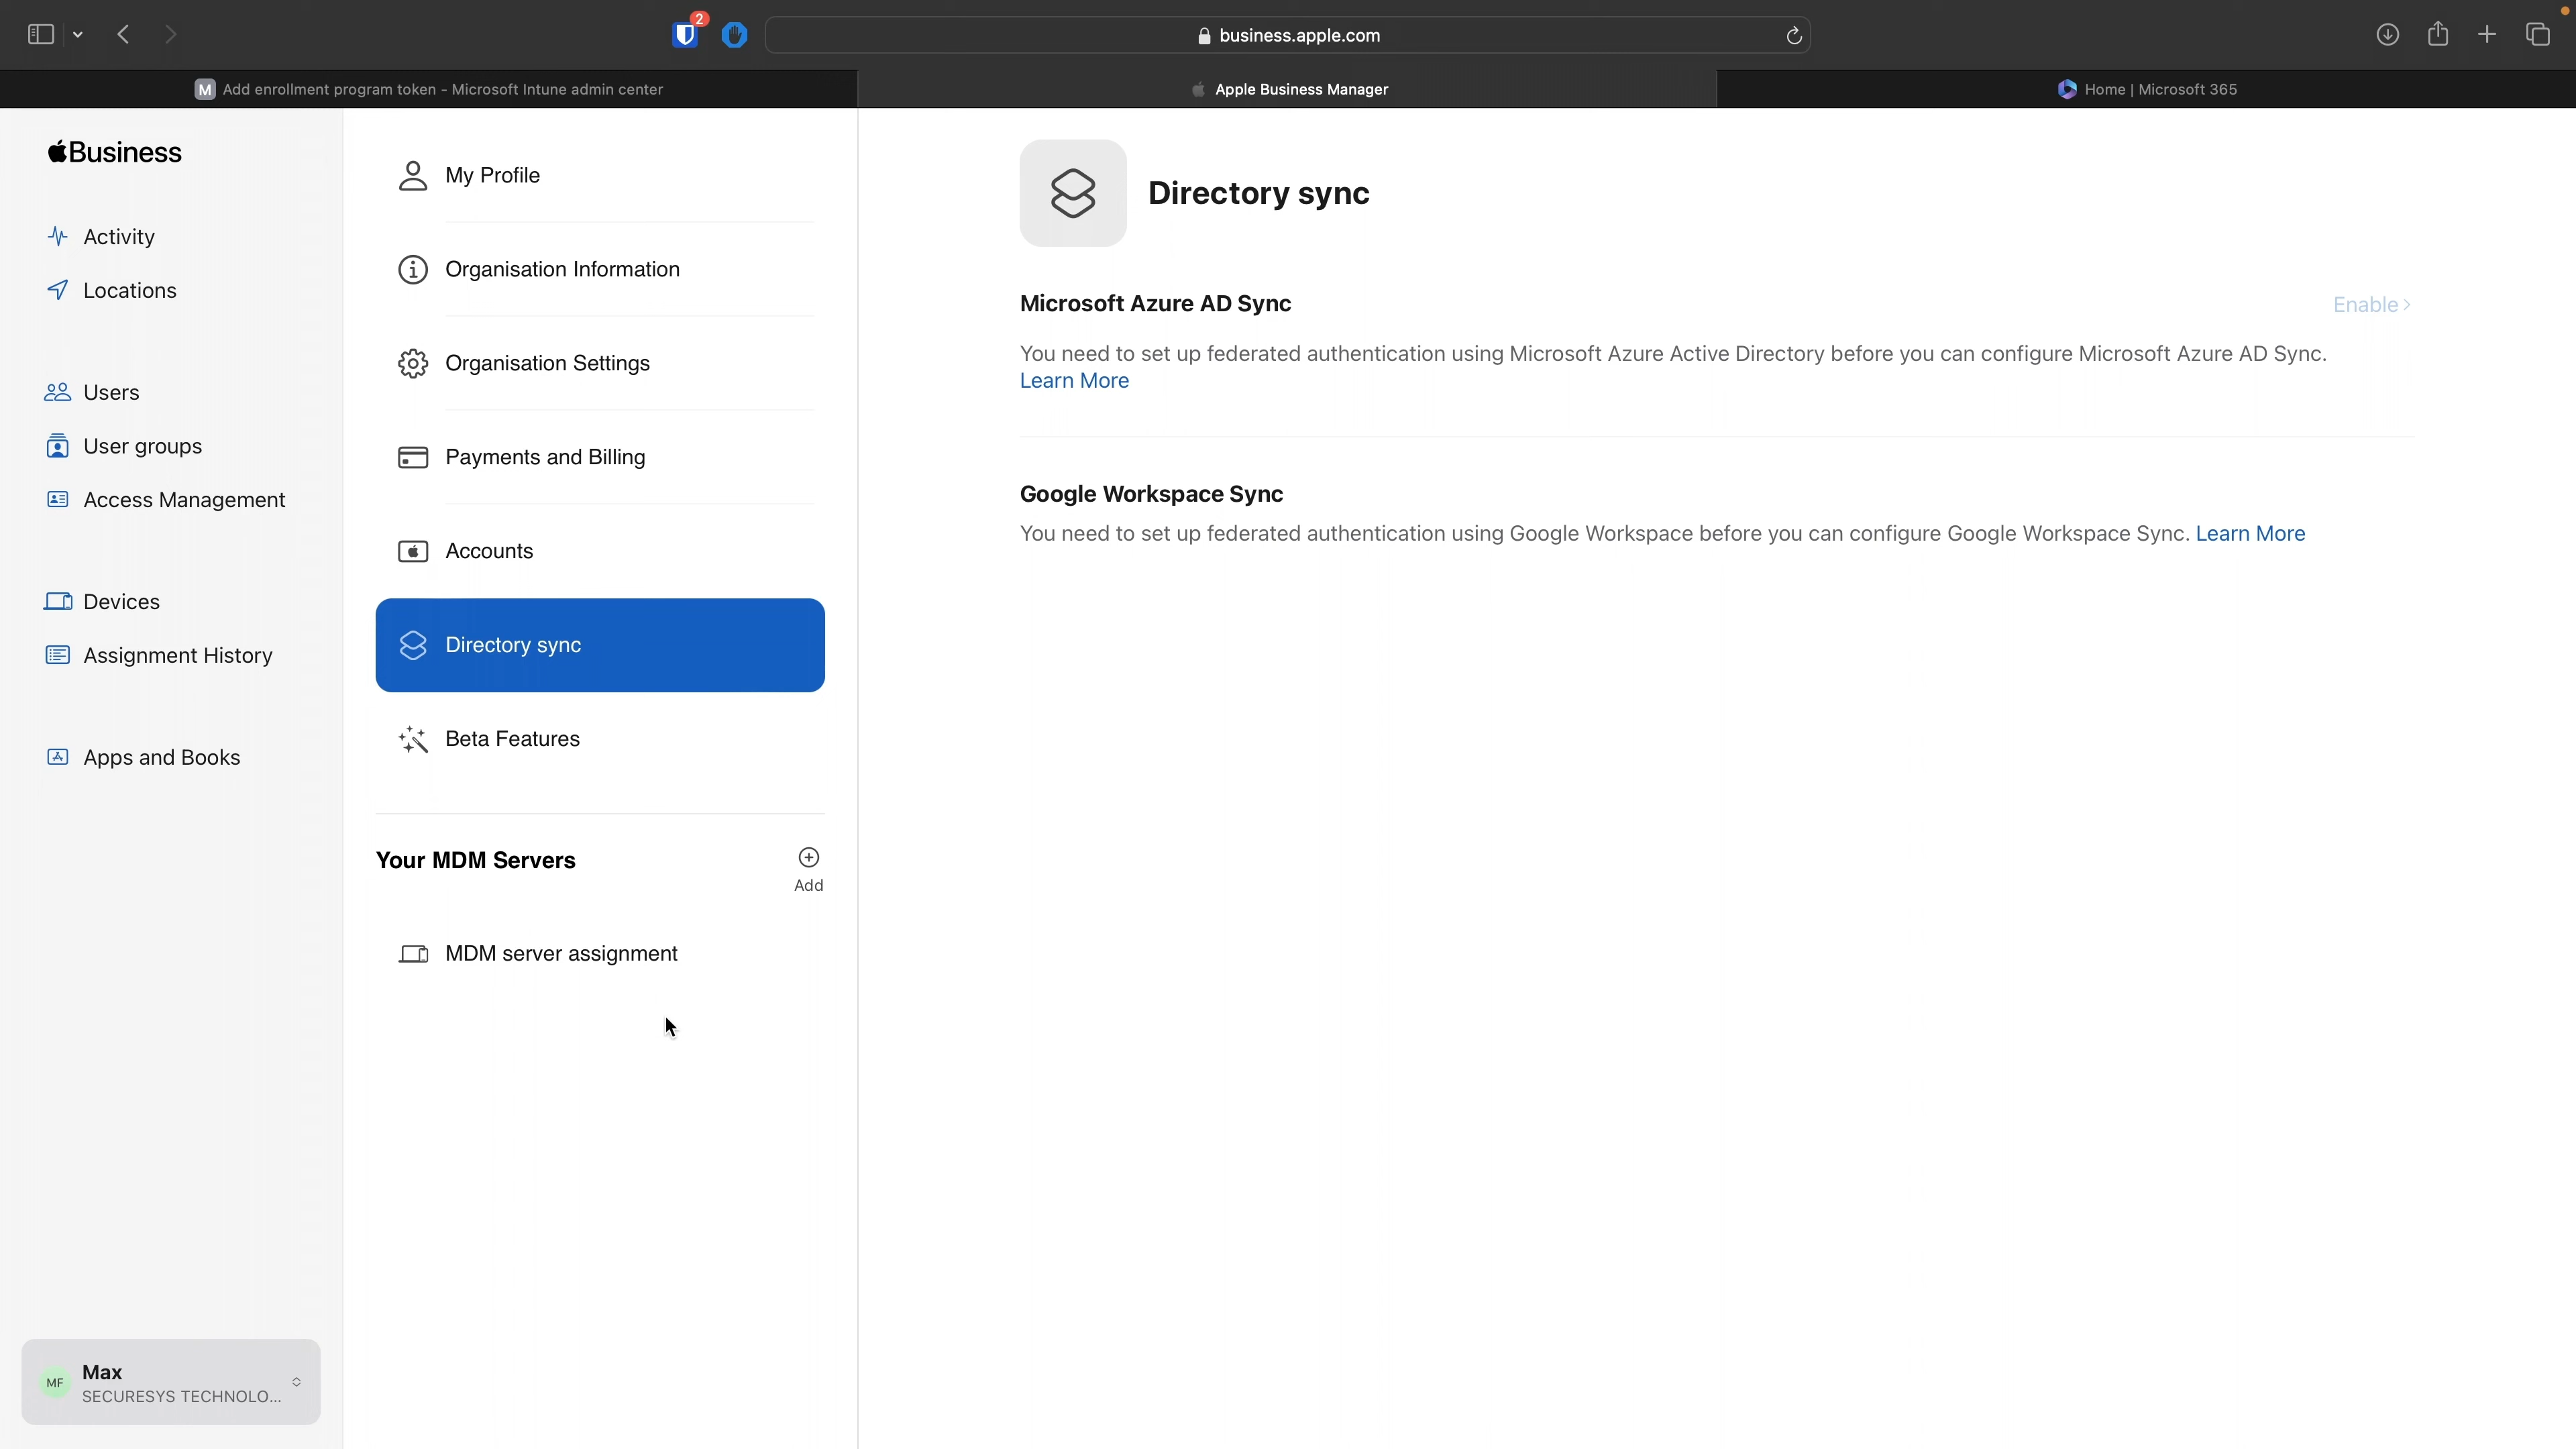 2
business.apple.com
M Add enrollment program token - Microsoft Intune admin center
Apple Business Manager
Home | Microsoft 365
Business
Activity
Locations
Users
User groups
Access Management
Devices
Assignment History
Apps and Books
MF
Max
SECURESYS TECHNOLO...
My Profile
Organisation Information
Organisation Settings
Payments and Billing
Accounts
Directory sync
Beta Features
Your MDM Servers
Add
MDM server assignment
Directory sync
Microsoft Azure AD Sync
Enable
You need to set up federated authentication using Microsoft Azure Active Directory before you can configure Microsoft Azure AD Sync.
Learn More
Google Workspace Sync
You need to set up federated authentication using Google Workspace before you can configure Google Workspace Sync. Learn More